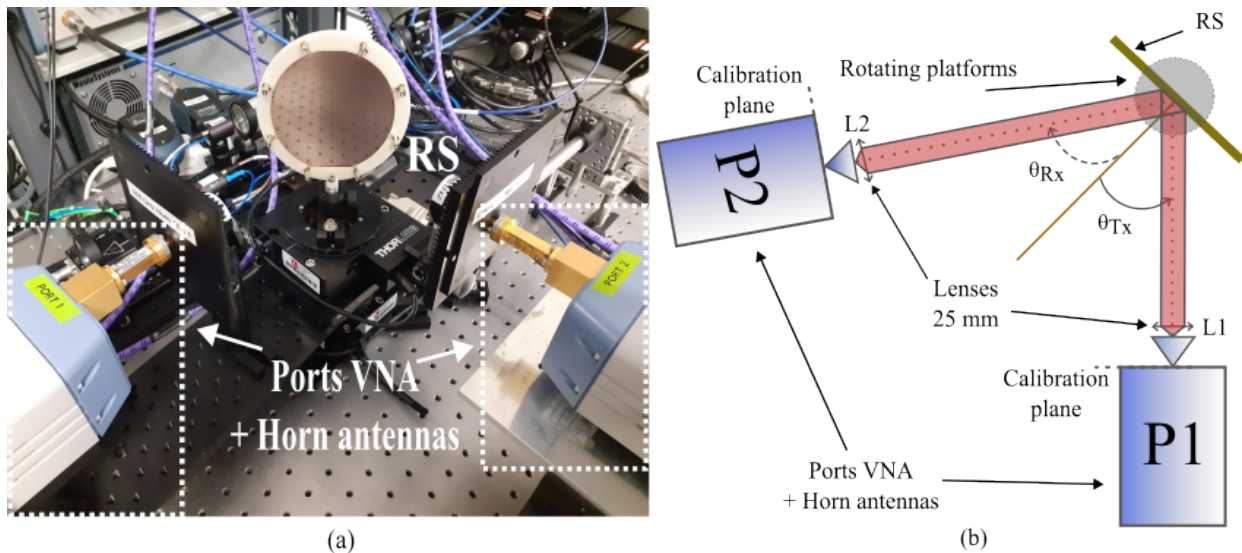 RS
PORT 1
PORT 2
Ports VNA
+ Horn antennas
(a)
RS
Rotating platforms
Calibration
plane
L2
P2
θRx
θTx
Lenses
25 mm
L1
Calibration
plane
P1
Ports VNA
+ Horn antennas
(b)